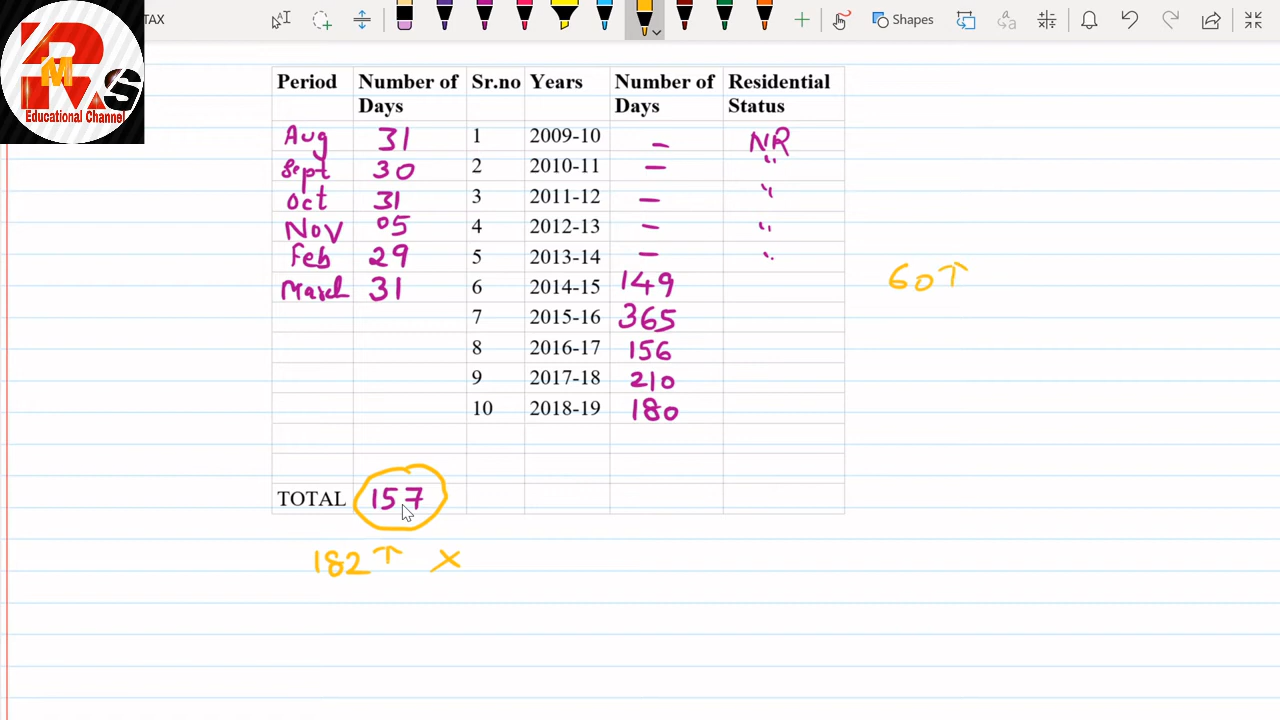 TAX
RMS
Educational Channel
Shapes
Period Number of Days Sr.no Years Number of Days Residential Status
Aug 31 1 2009-10 – NR
Sept 30 2 2010-11 – "
Oct 31 3 2011-12 – "
Nov 05 4 2012-13 – "
Feb 29 5 2013-14 – "
March 31 6 2014-15 149
7 2015-16 365
8 2016-17 156
9 2017-18 210
10 2018-19 180
TOTAL 157
60↑
182↑ ×